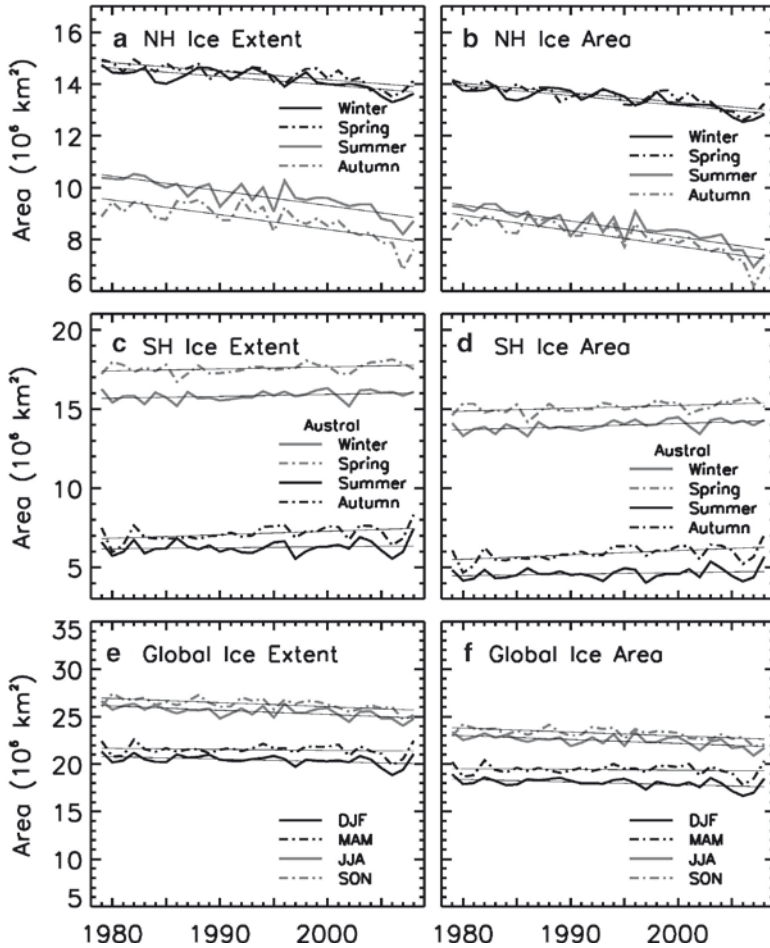 a NH Ice Extent
Winter
Spring
Summer
Autumn
Area (10⁶ km²)
16
14
12
10
8
6
b NH Ice Area
Winter
Spring
Summer
Autumn
c SH Ice Extent
Austral
Winter
Spring
Summer
Autumn
Area (10⁶ km²)
20
15
10
5
d SH Ice Area
Austral
Winter
Spring
Summer
Autumn
e Global Ice Extent
DJF
MAM
JJA
SON
Area (10⁶ km²)
35
30
25
20
15
10
5
1980 1990 2000
f Global Ice Area
DJF
MAM
JJA
SON
1980 1990 2000